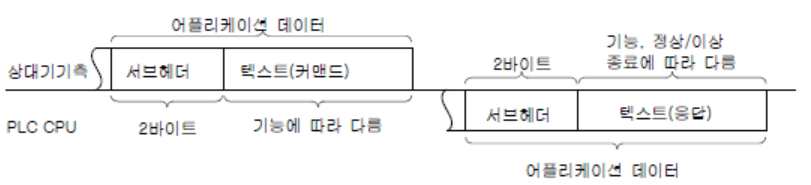 어플리케이션 데이터
상대기기측
서브헤더
텍스트(커맨드)
2바이트
기능에 따라 다름
기능, 정상/이상
종료에 따라 다름
2바이트
PLC CPU
서브헤더
텍스트(응답)
어플리케이션 데이터